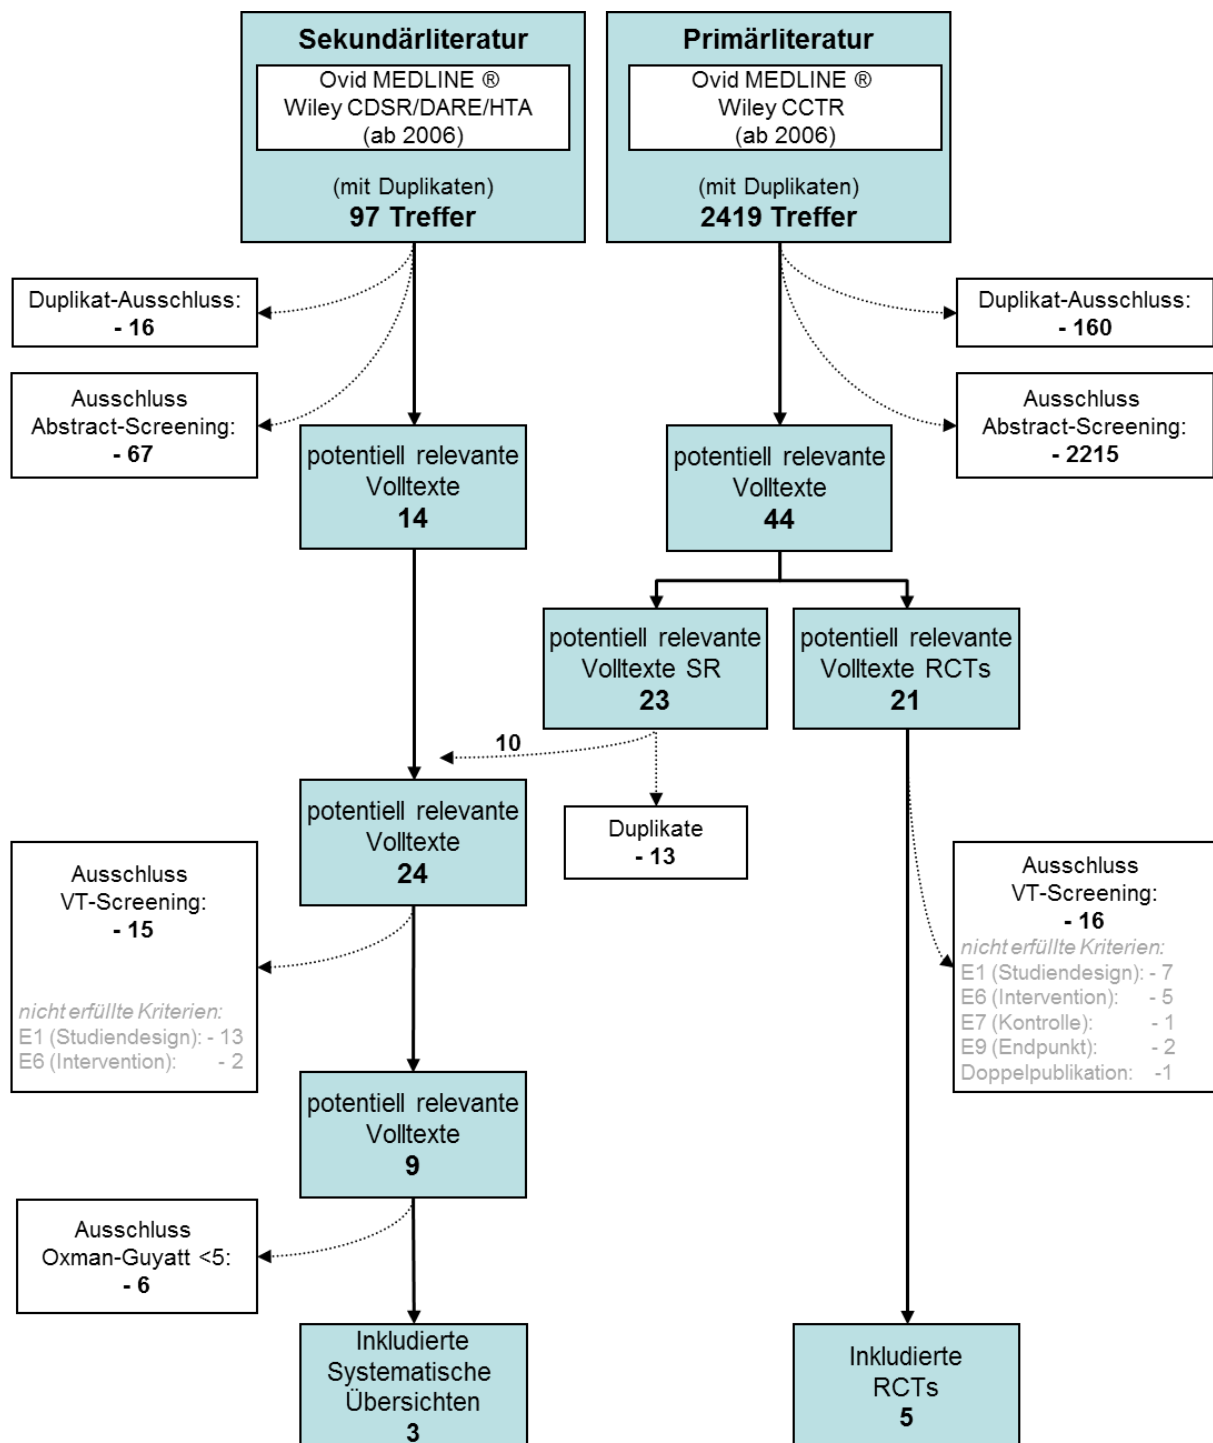 Sekundärliteratur
Ovid MEDLINE ®
Wiley CDSR/DARE/HTA
(ab 2006)
(mit Duplikaten)
97 Treffer
Primärliteratur
Ovid MEDLINE ®
Wiley CCTR
(ab 2006)
(mit Duplikaten)
2419 Treffer
Duplikat-Ausschluss:
- 16
Duplikat-Ausschluss:
- 160
Ausschluss
Abstract-Screening:
- 67
Ausschluss
Abstract-Screening:
- 2215
potentiell relevante
Volltexte
14
potentiell relevante
Volltexte
44
potentiell relevante
Volltexte SR
23
potentiell relevante
Volltexte RCTs
21
10
Duplikate
- 13
potentiell relevante
Volltexte
24
Ausschluss
VT-Screening:
- 15
nicht erfüllte Kriterien:
E1 (Studiendesign): - 13
E6 (Intervention): - 2
Ausschluss
VT-Screening:
- 16
nicht erfüllte Kriterien:
E1 (Studiendesign): - 7
E6 (Intervention): - 5
E7 (Kontrolle): - 1
E9 (Endpunkt): - 2
Doppelpublikation: -1
potentiell relevante
Volltexte
9
Ausschluss
Oxman-Guyatt <5:
- 6
Inkludierte
Systematische
Übersichten
3
Inkludierte
RCTs
5